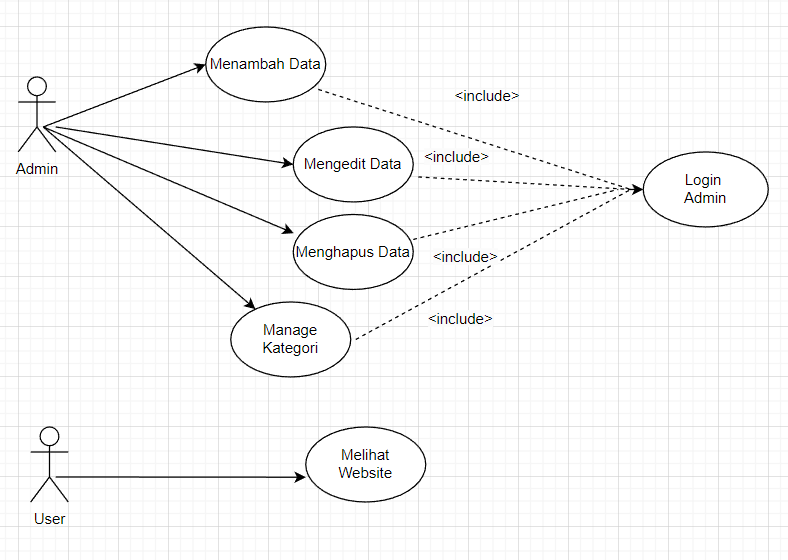 Menambah Data
<include>
Admin
Mengedit Data
<include>
Login
Admin
Menghapus Data
<include>
Manage
Kategori
<include>
Melihat
Website
User